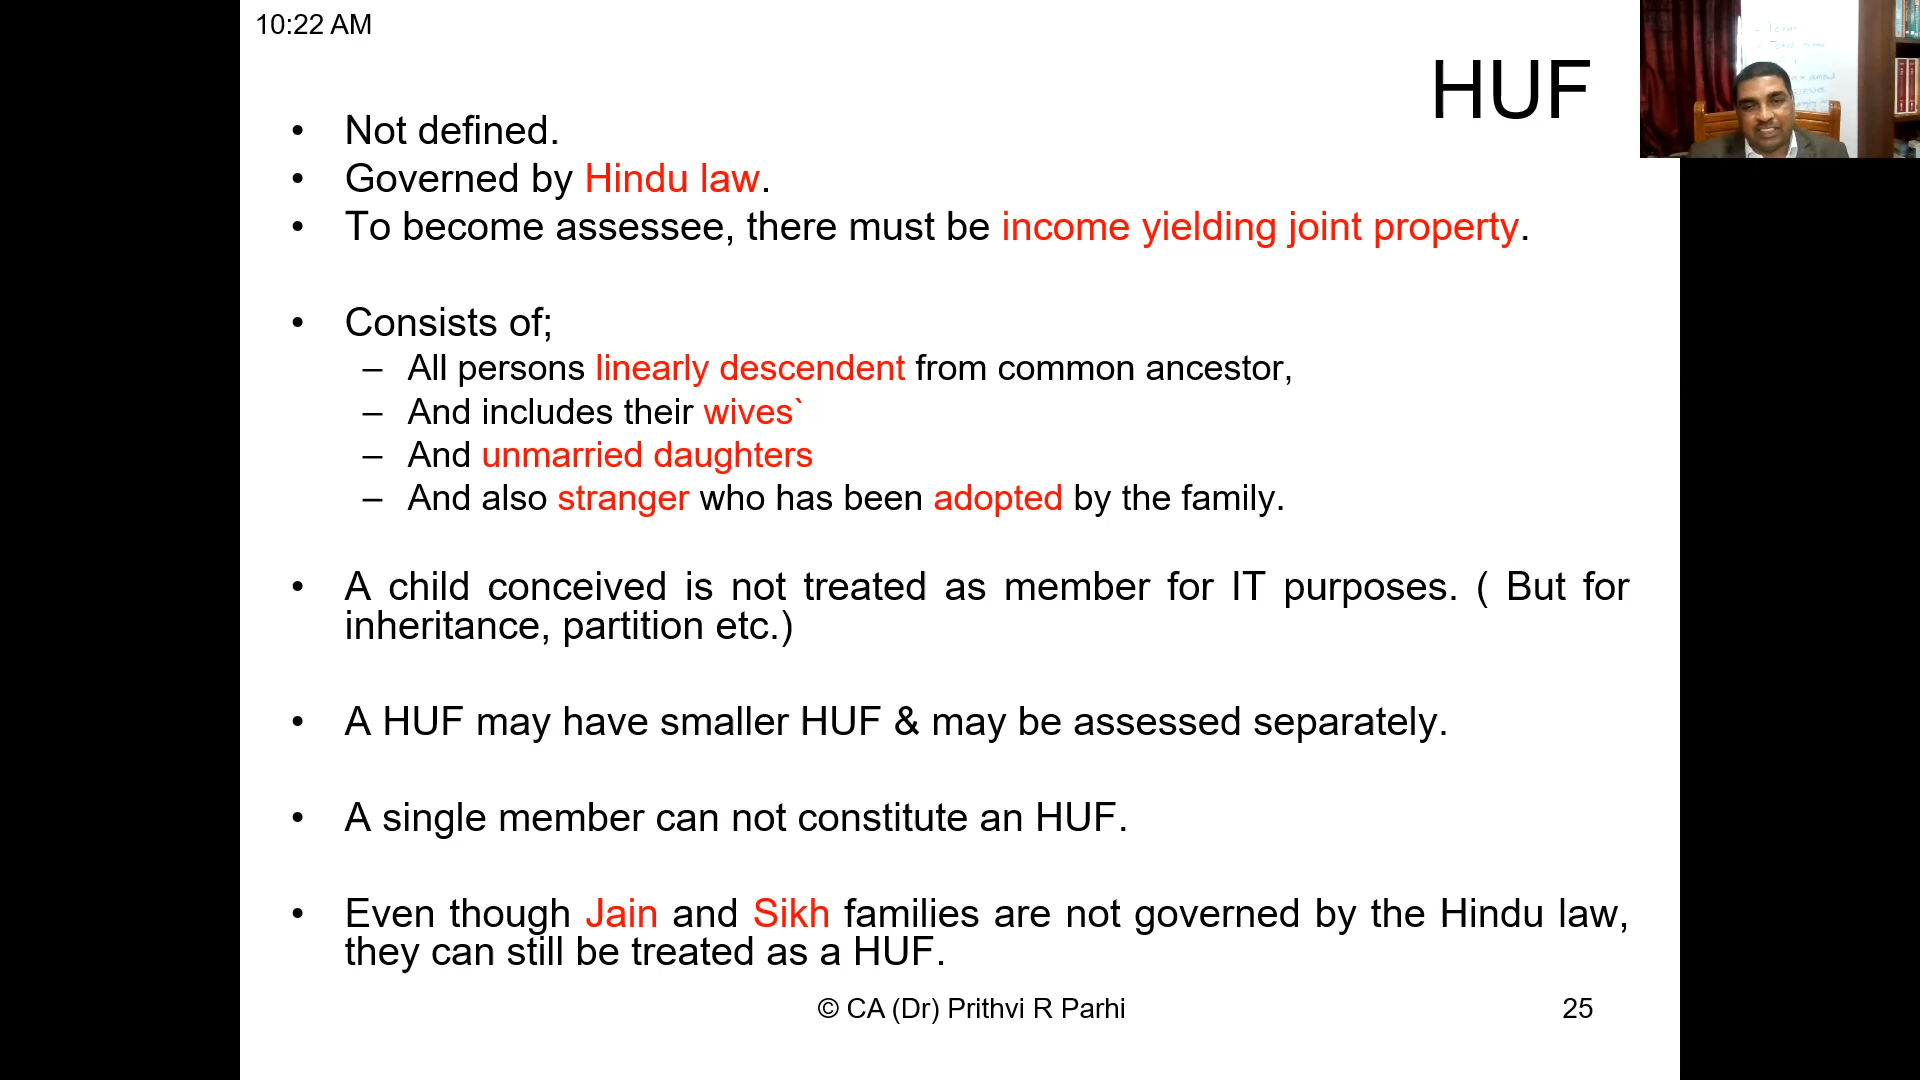 10:22 AM
HUF
• Not defined.
• Governed by Hindu law.
• To become assessee, there must be income yielding joint property.
• Consists of;
– All persons linearly descendent from common ancestor,
– And includes their wives`
– And unmarried daughters
– And also stranger who has been adopted by the family.
• A child conceived is not treated as member for IT purposes. ( But for
inheritance, partition etc.)
• A HUF may have smaller HUF & may be assessed separately.
• A single member can not constitute an HUF.
• Even though Jain and Sikh families are not governed by the Hindu law,
they can still be treated as a HUF.
© CA (Dr) Prithvi R Parhi
25